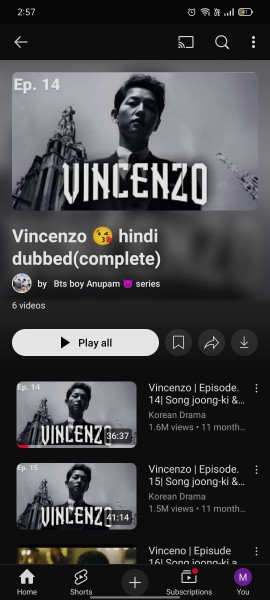 2:57
Ep. 14
VINCENZO
Vincenzo 😘 hindi
dubbed(complete)
by Bts boy Anupam 😈 series
6 videos
Play all
Ep. 14
VINCENZO
36:37
Vincenzo | Episode.
14| Song joong-ki &...
Korean Drama
1.6M views • 11 month...
Ep. 15
VINCENZO
41:14
Vincenzo | Episode.
15| Song joong-ki &...
Korean Drama
1.5M views • 11 month...
Vinceno | Episude
16| Song joong-ki a
Home
Shorts
Subscriptions
M
You